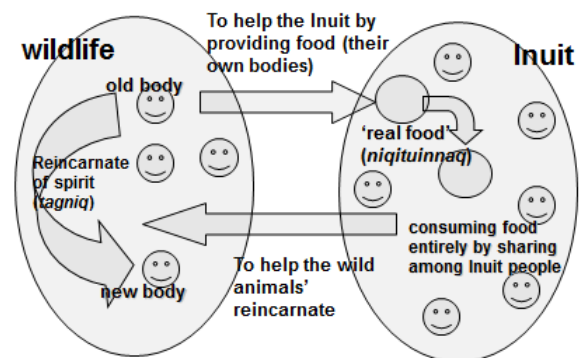 wildlife
old body
Reincarnate
of spirit
(tagniq)
new body
To help the Inuit by
providing food (their
own bodies)
To help the wild
animals'
reincarnate
Inuit
‘real food’
(niqituinnaq)
consuming food
entirely by sharing
among Inuit people